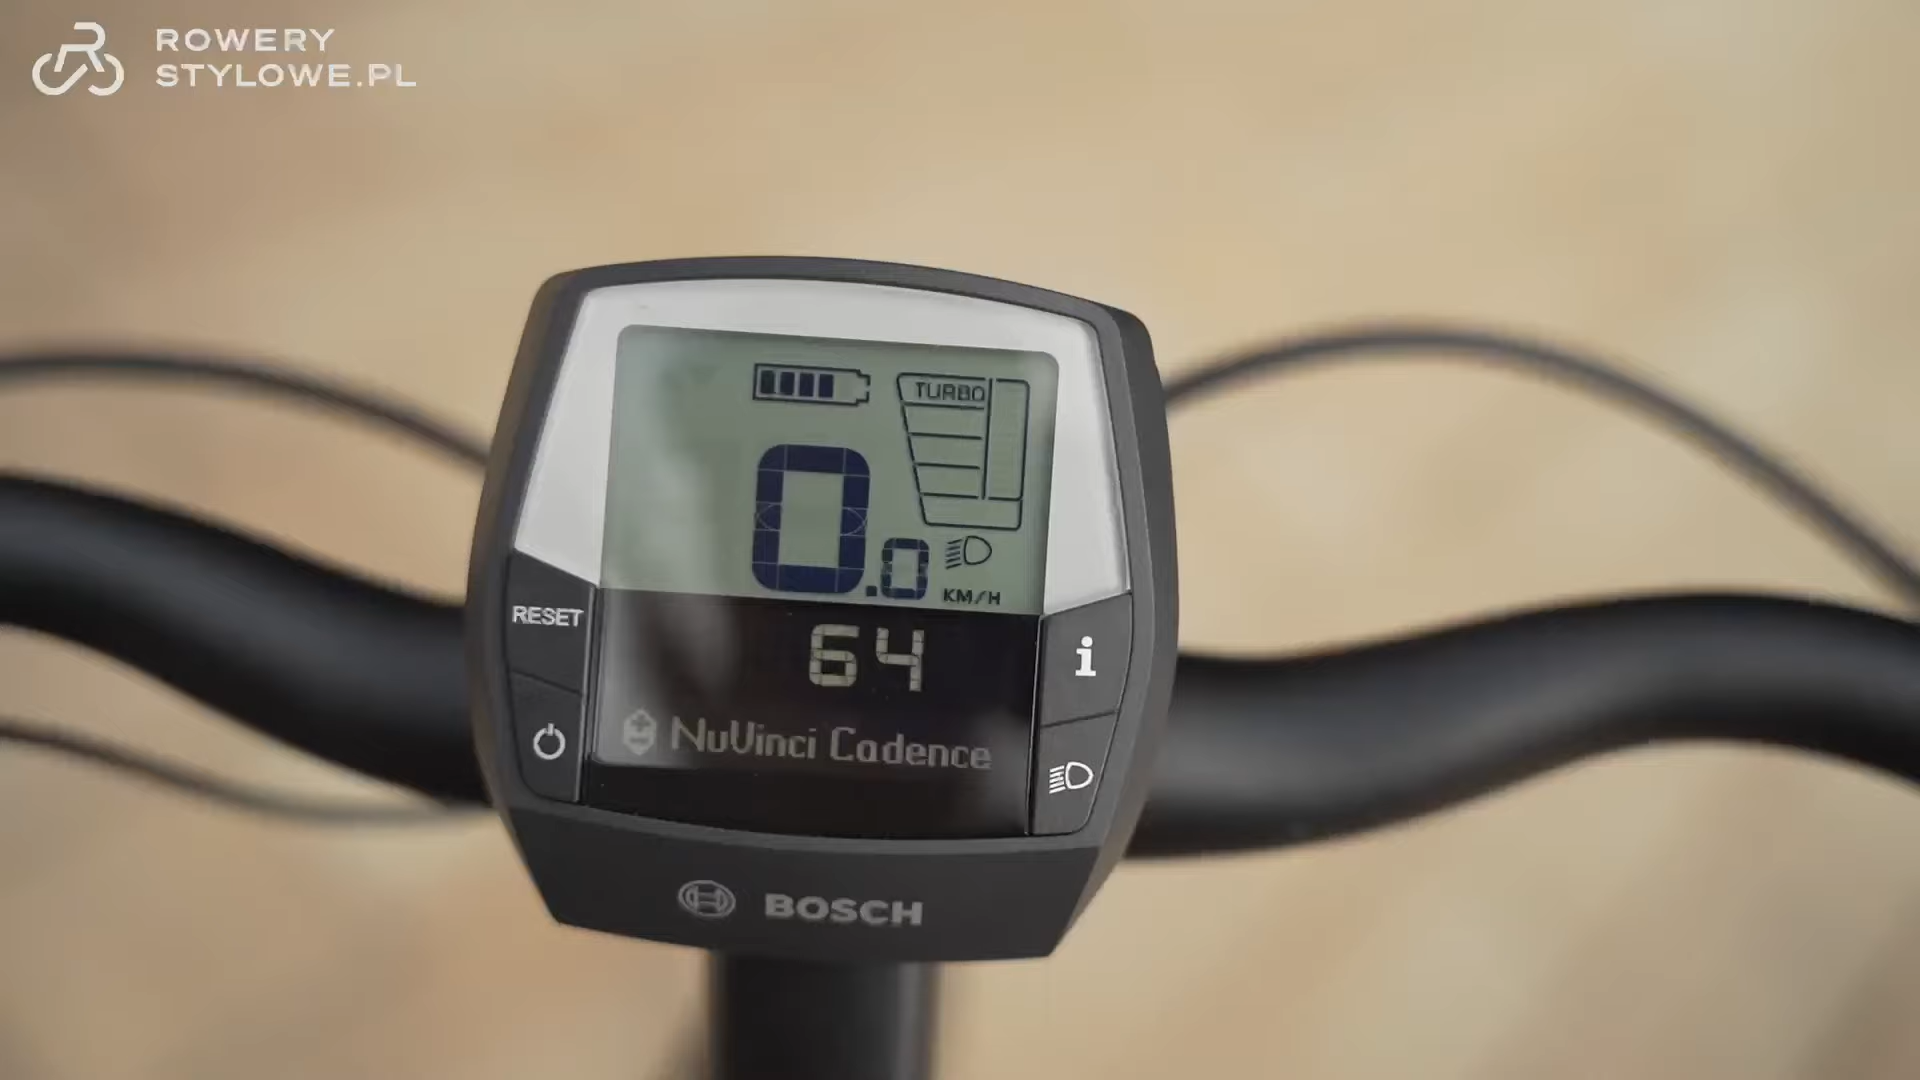 ROWERY
STYLOWE.PL
TURBO
0.0
KM/H
RESET
64
i
NuVinci Cadence
BOSCH